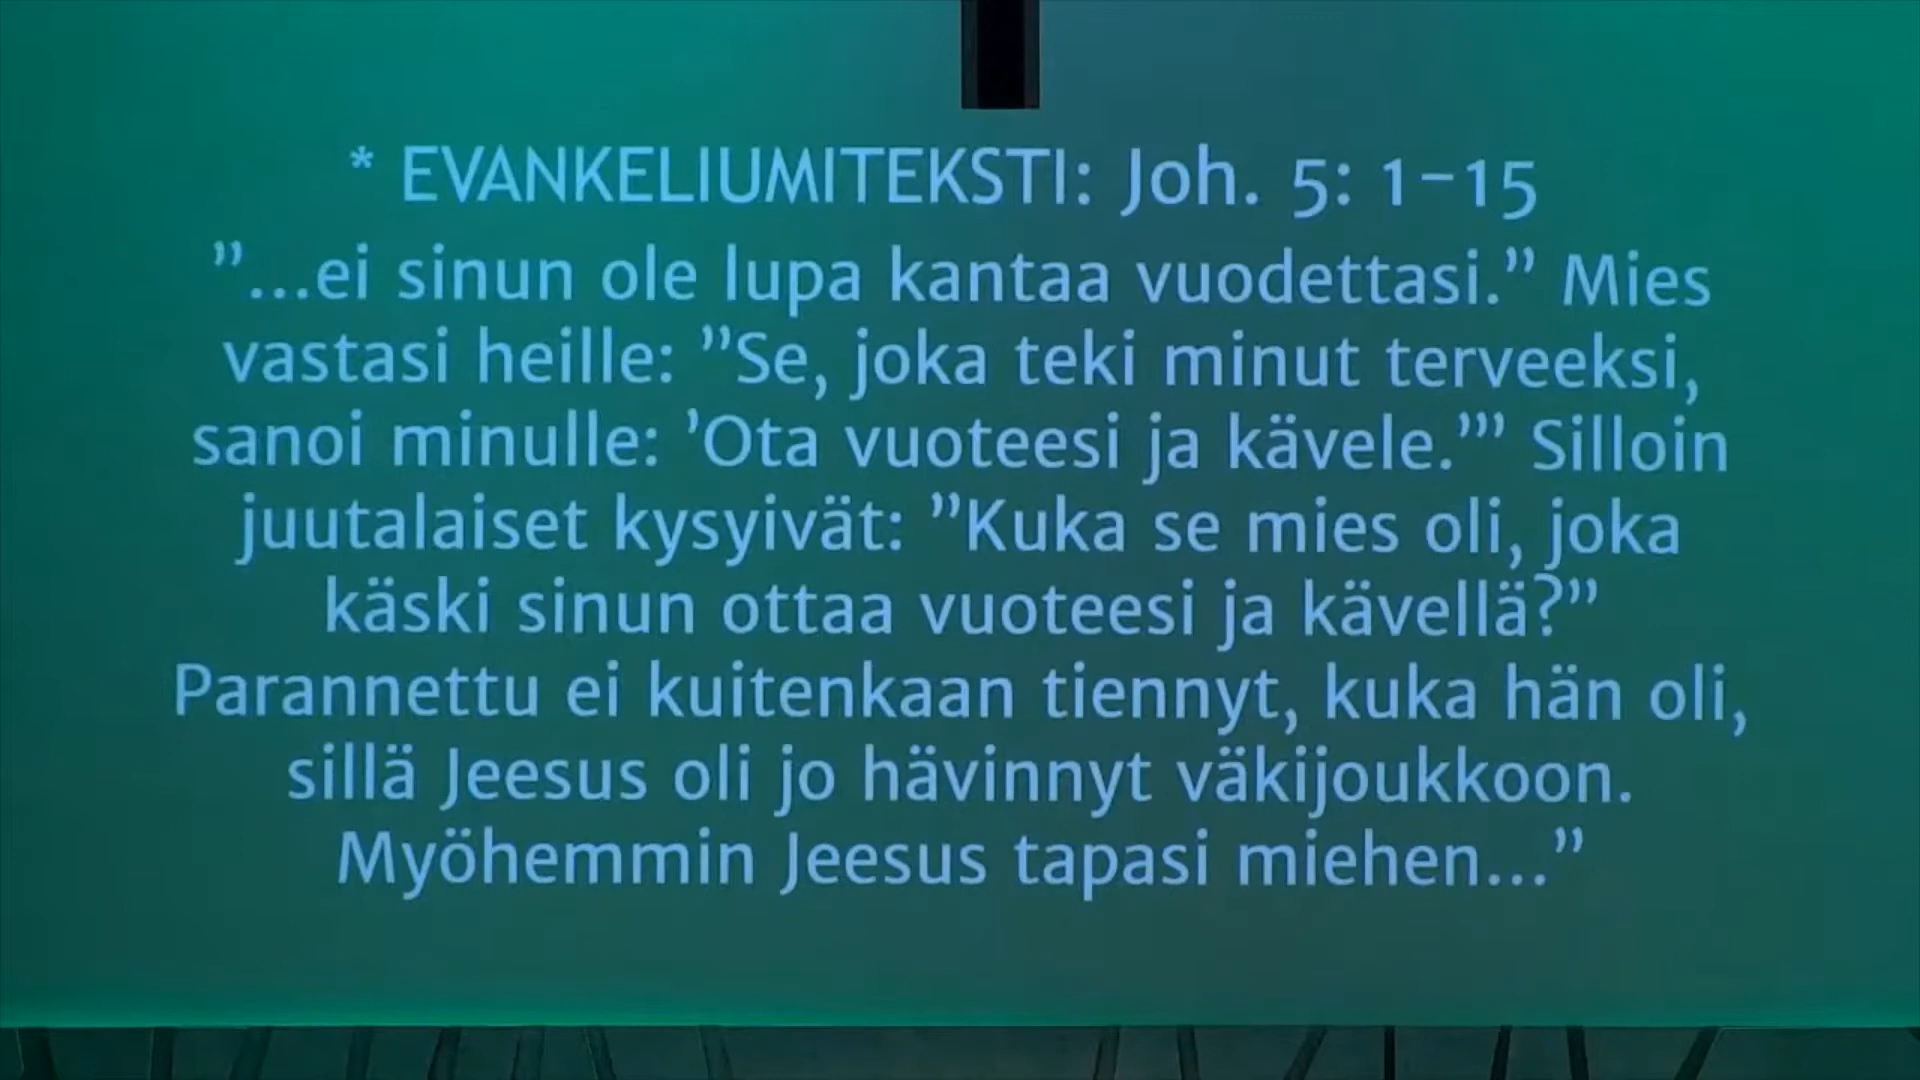 * EVANKELIUMITEKSTI: Joh. 5: 1-15
”...ei sinun ole lupa kantaa vuodettasi.” Mies
vastasi heille: ”Se, joka teki minut terveeksi,
sanoi minulle: ’Ota vuoteesi ja kävele.’” Silloin
juutalaiset kysyivät: ”Kuka se mies oli, joka
käski sinun ottaa vuoteesi ja kävellä?”
Parannettu ei kuitenkaan tiennyt, kuka hän oli,
sillä Jeesus oli jo hävinnyt väkijoukkoon.
Myöhemmin Jeesus tapasi miehen...”